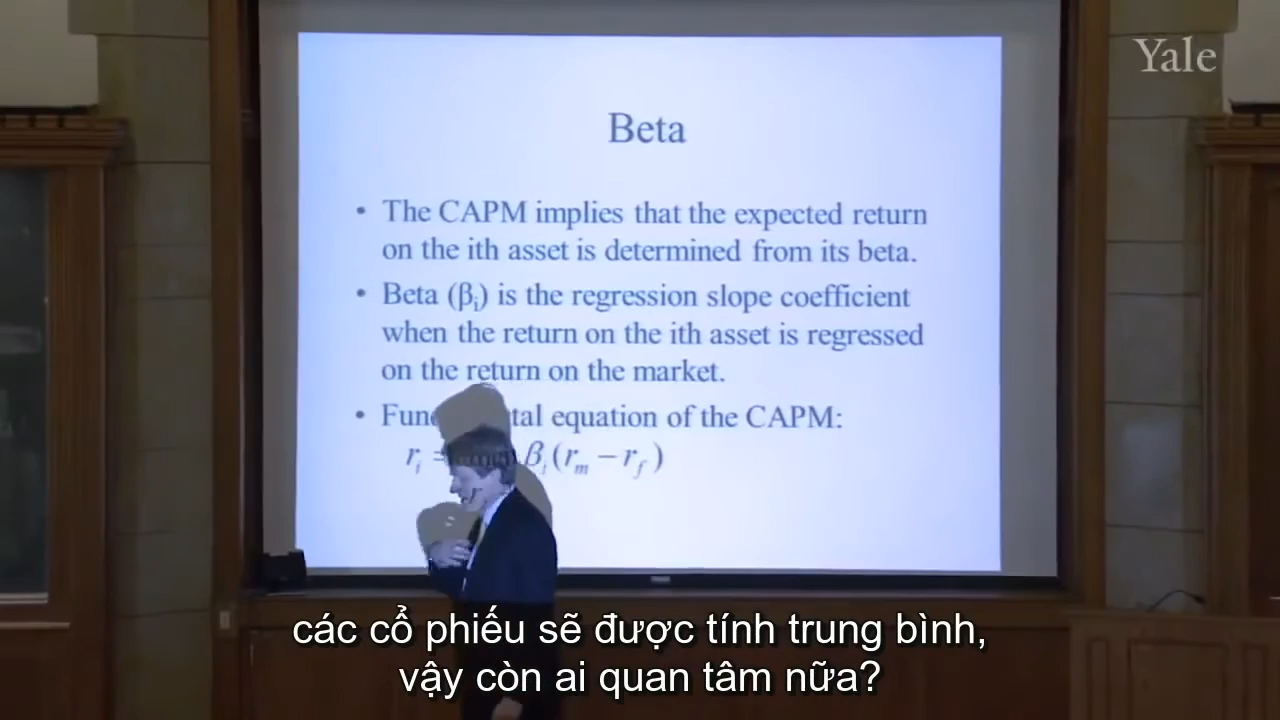 Yale
Beta
• The CAPM implies that the expected return
on the ith asset is determined from its beta.
• Beta (βi) is the regression slope coefficient
when the return on the ith asset is regressed
on the return on the market.
• equation of the CAPM:
ri = βi(rm − rf)
các cổ phiếu sẽ được tính trung bình,
vậy còn ai quan tâm nữa?